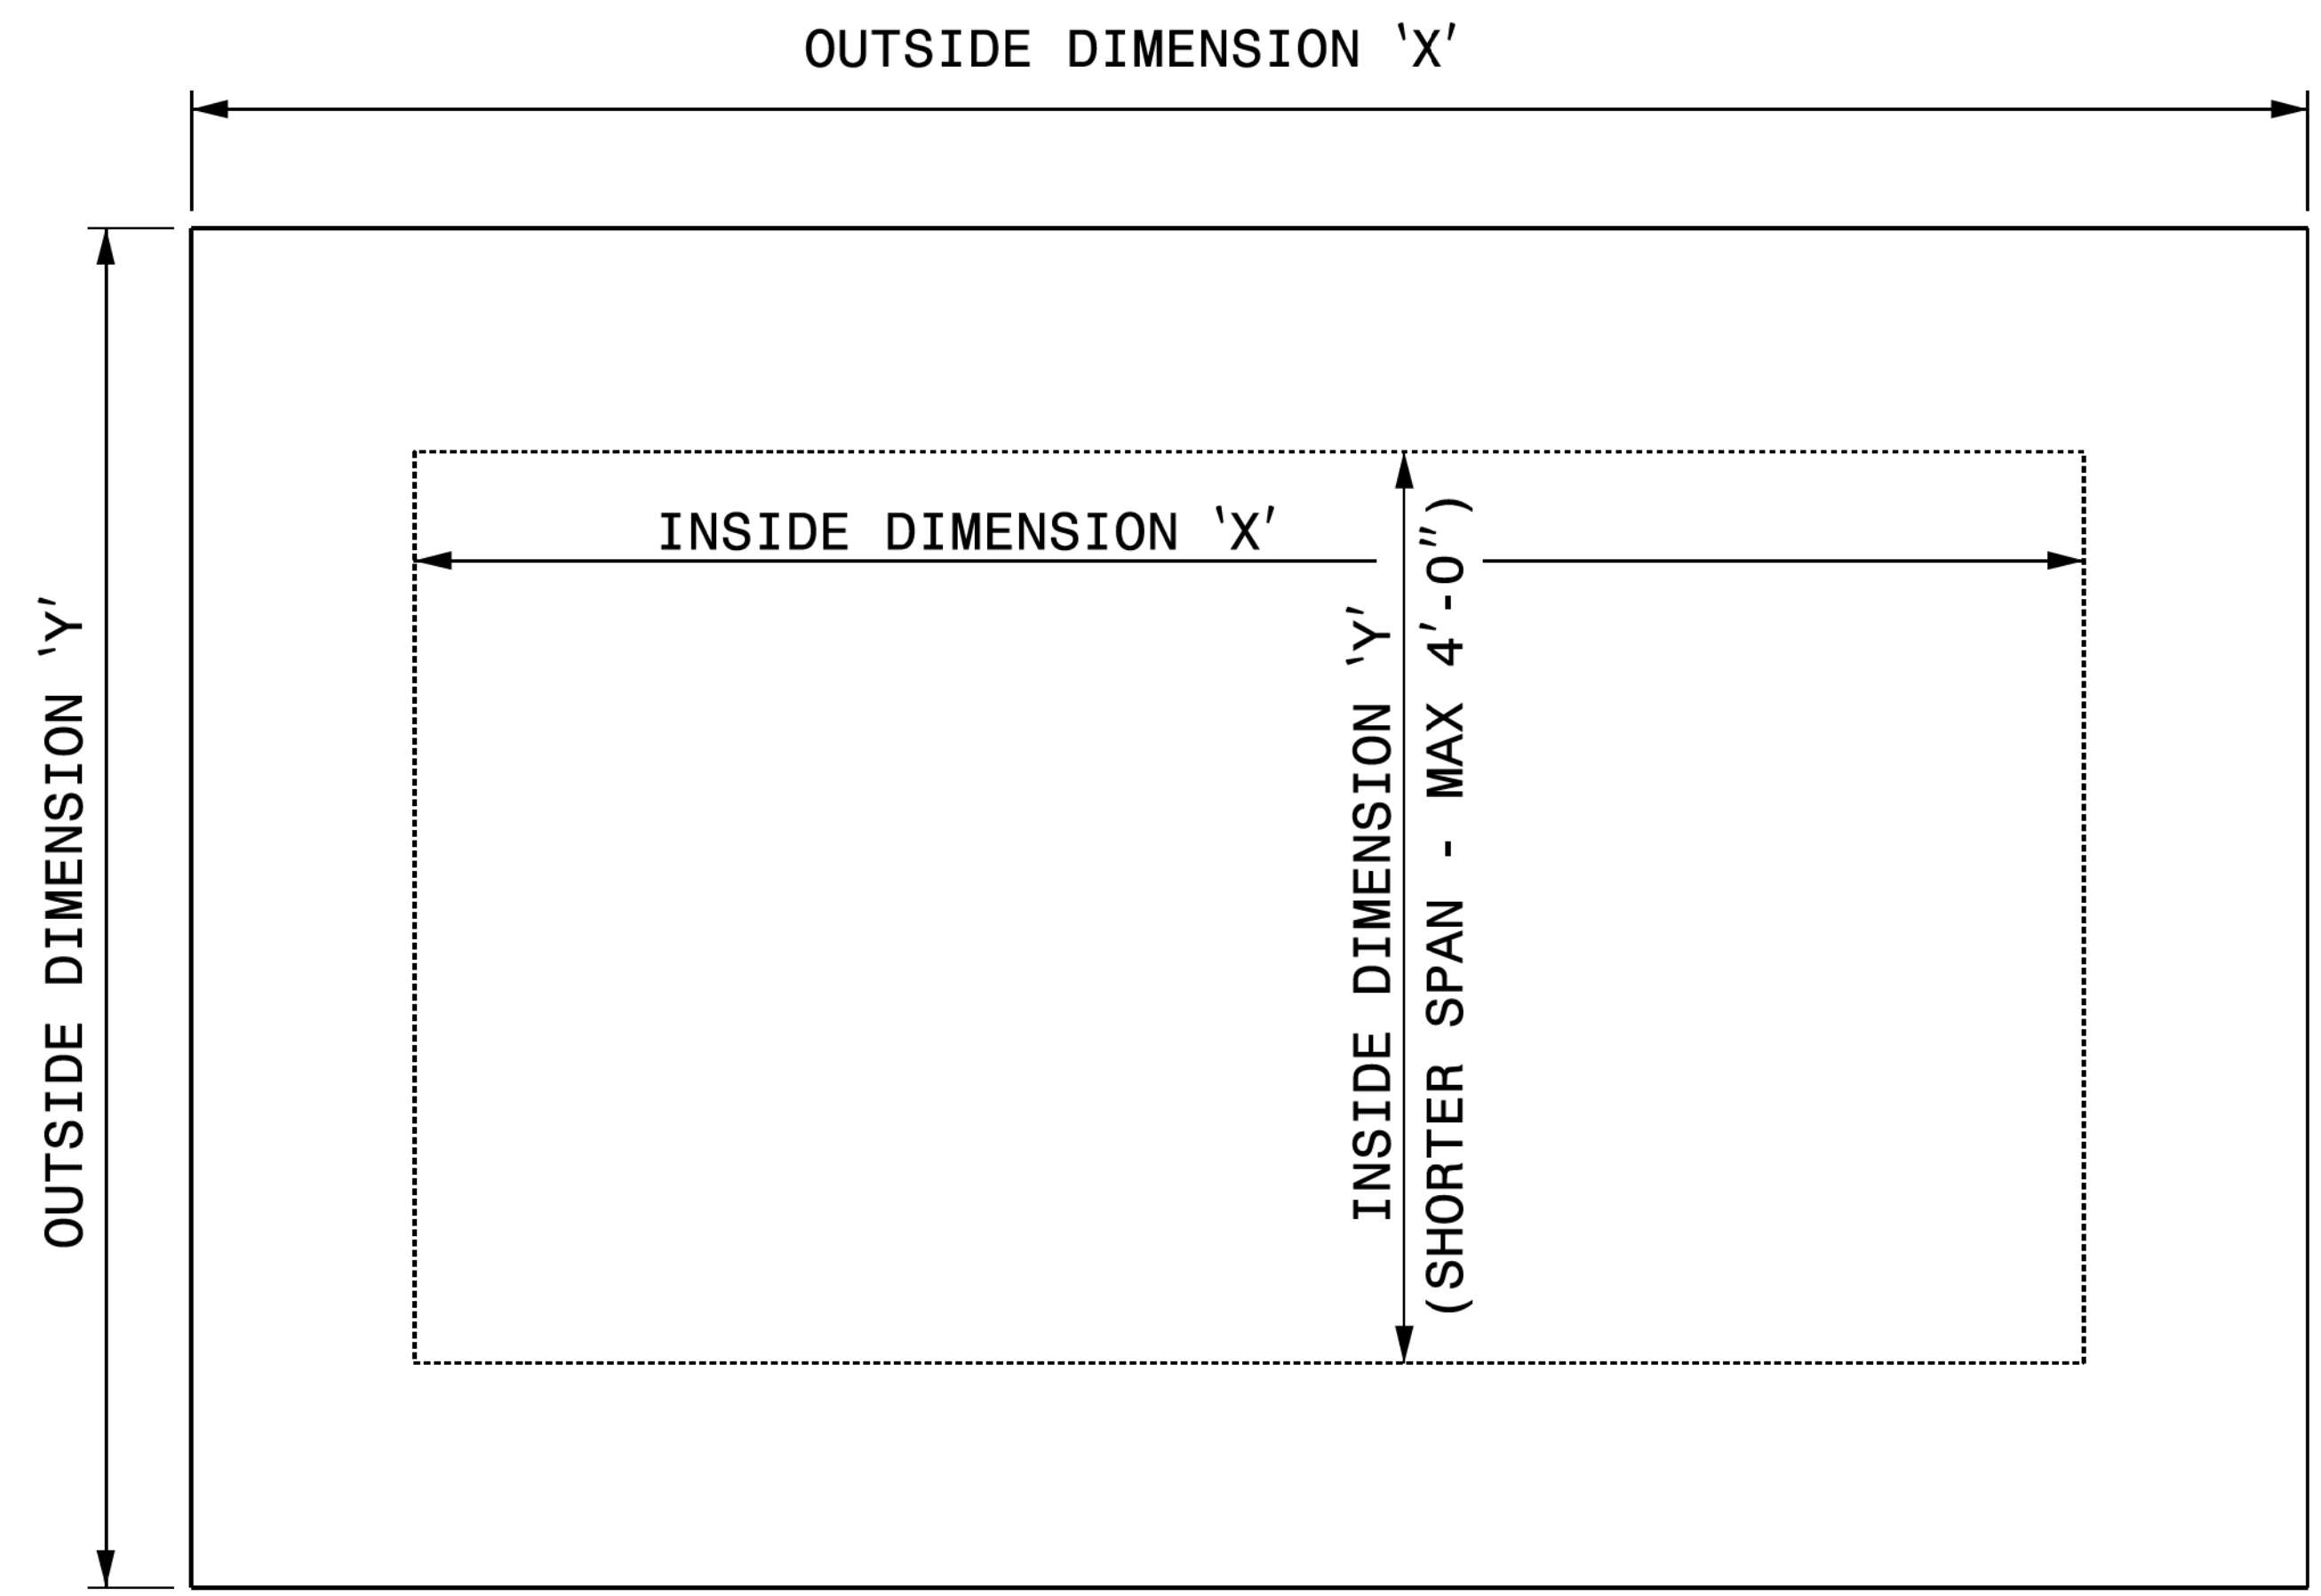 OUTSIDE DIMENSION 'X'
OUTSIDE DIMENSION 'Y'
INSIDE DIMENSION 'X'
INSIDE DIMENSION 'Y'
(SHORTER SPAN - MAX 4'-0")